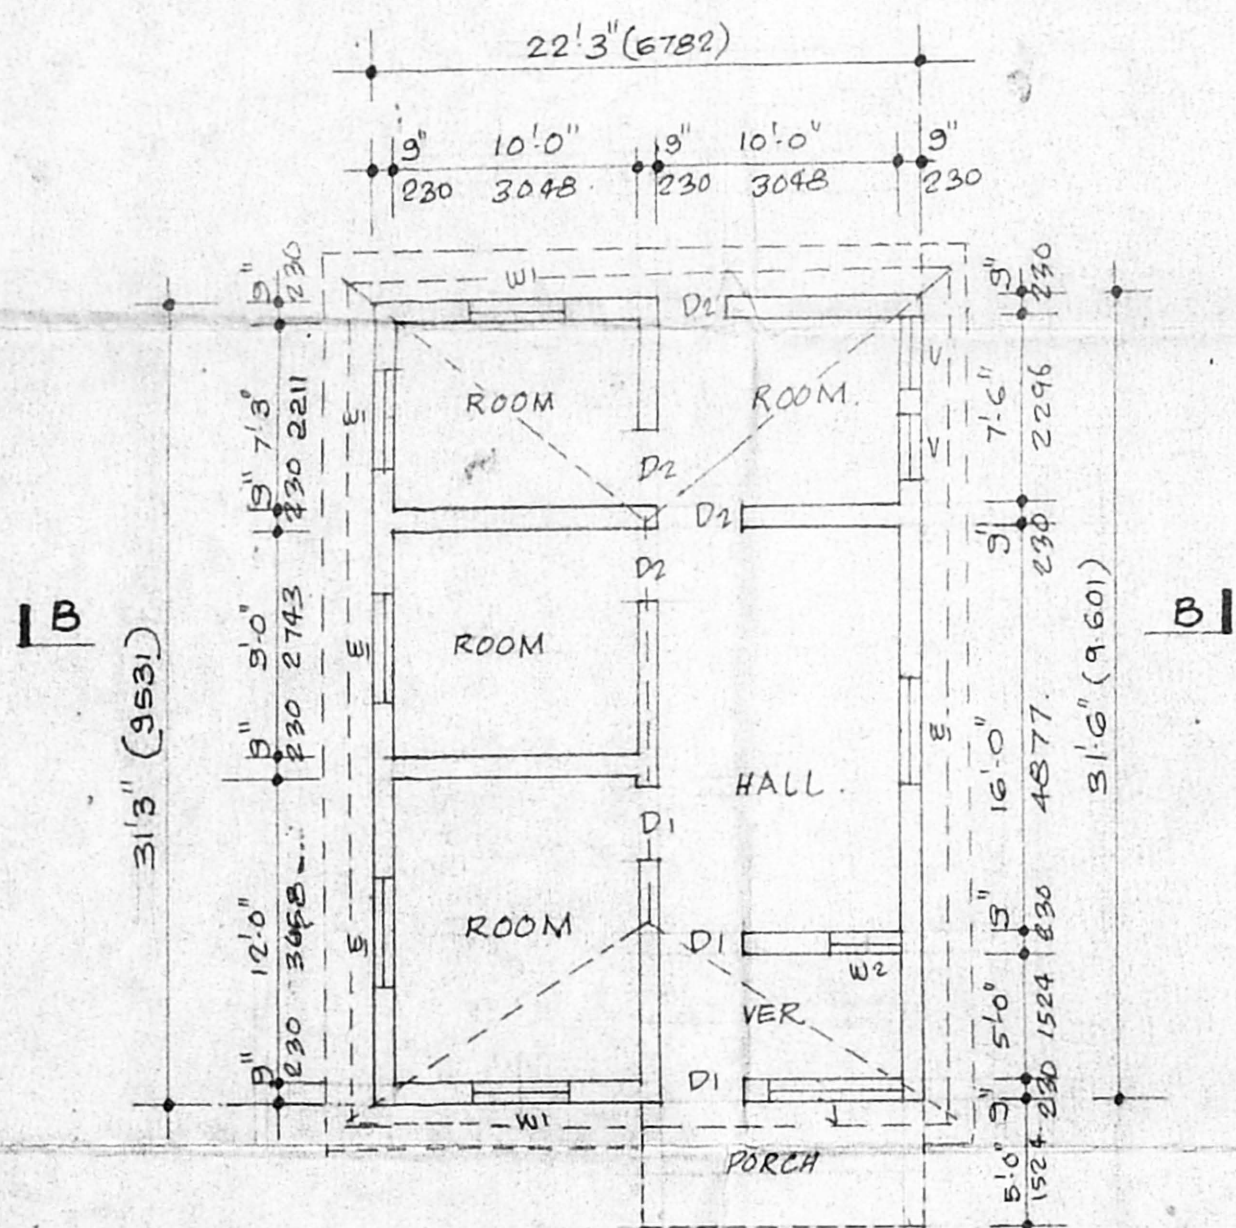 22'3" (6782)
9" 10'-0" 9" 10'-0" 9"
230 3048 230 3048 230
W1
D2
9"
230
9"
230
ROOM
ROOM
V
V
W
D2
D2
7'.3"
2211
7'-6"
2296
9"
230
9"
230
D2
B
B
ROOM
W
9'-0"
2743
31'3" (9531)
31'-6" (9.601)
W
HALL
16'-0"
4877
9"
230
D1
ROOM
W
12'-0"
3658
D1
W2
9"
230
VER
5'-0"
1524
D1
9"
230
9"
230
W1
PORCH
5'-0"
1524